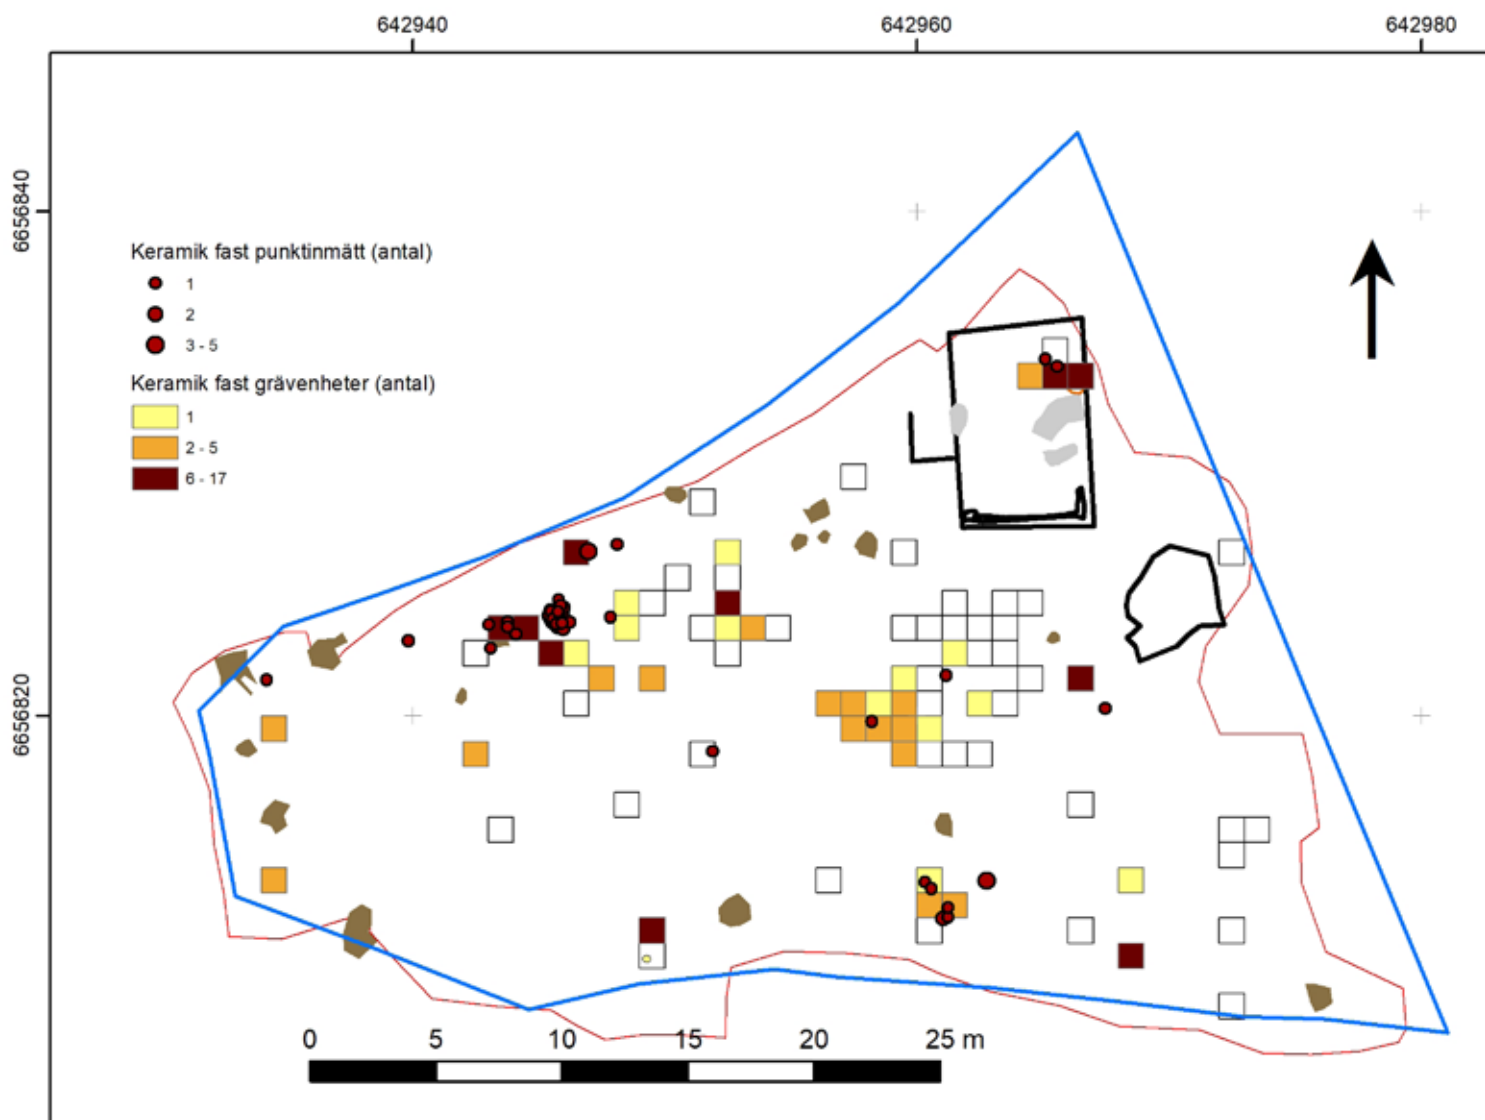 642940 642960 642980
6656840
Keramik fast punktinmätt (antal)
1
2
3 - 5
Keramik fast grävenheter (antal)
1
2 - 5
6 - 17
6656820
0 5 10 15 20 25 m